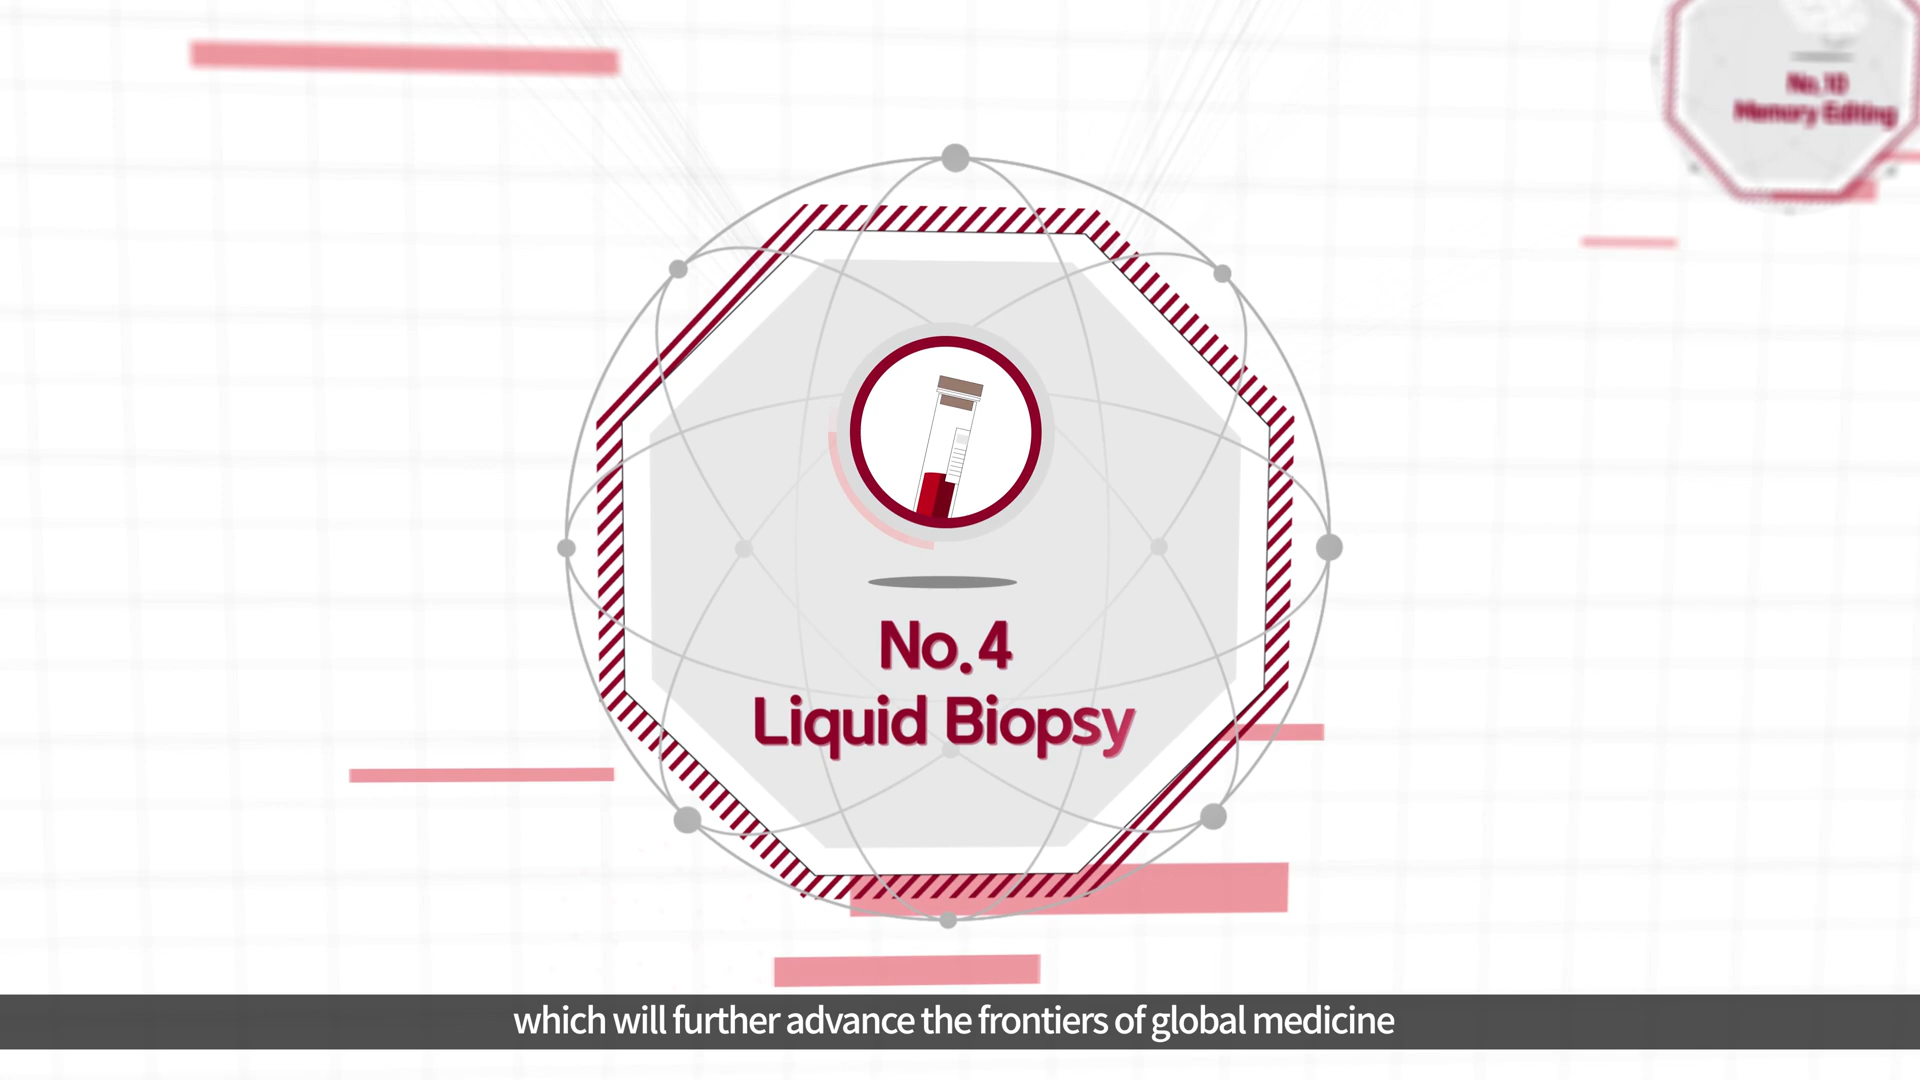 No.10
Memory Editing
No.4
Liquid Biopsy
which will further advance the frontiers of global medicine